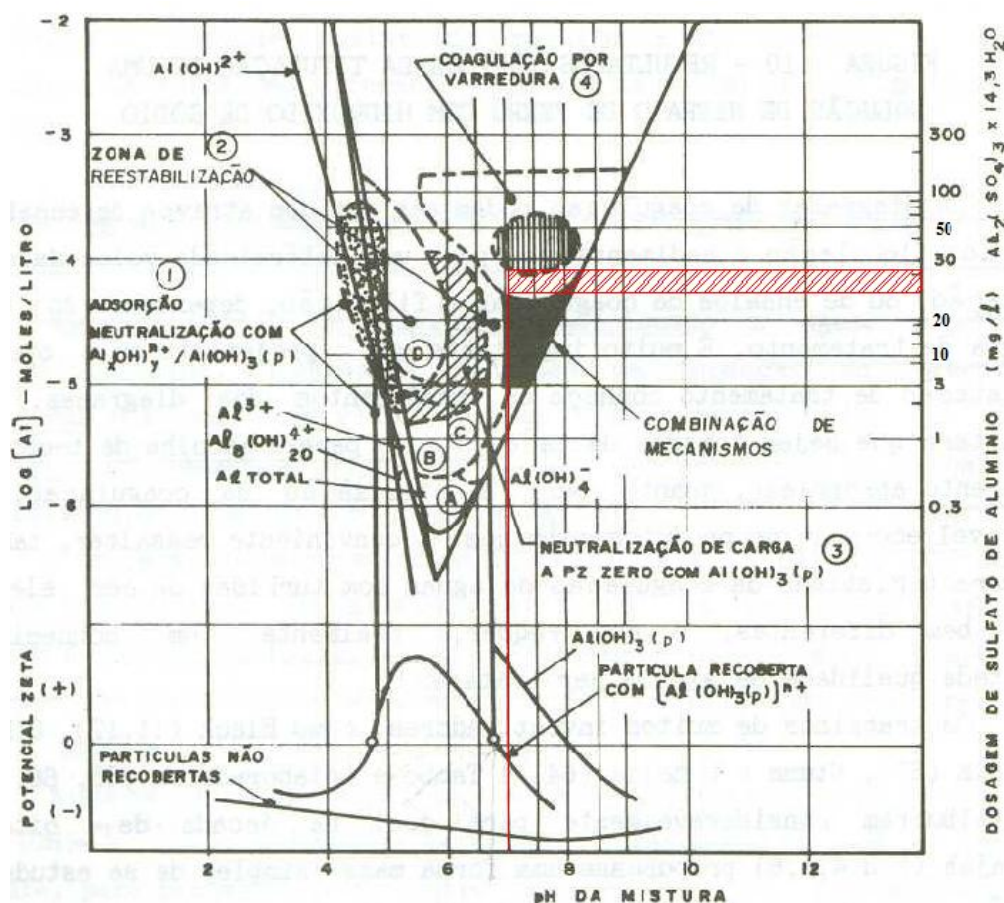 -2
-3
-4
-5
-6
LOG [Al] - MOLES/LITRO
POTENCIAL ZETA
(+)
0
(-)
Al(OH)²⁺
COAGULAÇÃO POR
VARREDURA 4
2
ZONA DE
REESTABILIZAÇÃO
1
ADSORÇÃO
NEUTRALIZAÇÃO COM
Alₓ(OH)ᵧⁿ⁺/Al(OH)₃(p)
D
C
B
A
Al³⁺
Al₈(OH)₂₀⁴⁺
Al TOTAL
Al(OH)₄⁻
COMBINAÇÃO DE
MECANISMOS
NEUTRALIZAÇÃO DE CARGA 3
A PZ ZERO COM Al(OH)₃(p)
Al(OH)₃(p)
PARTICULA RECOBERTA
COM [Al(OH)₃(p)]ⁿ⁺
PARTICULAS NÃO
RECOBERTAS
300
100
50
30
20
10
3
0.3
DOSAGEM DE SULFATO DE ALUMINIO (mg/l) AL₂(SO₄)₃ x 14,3 H₂O
2 4 6 8 10 12
pH DA MISTURA